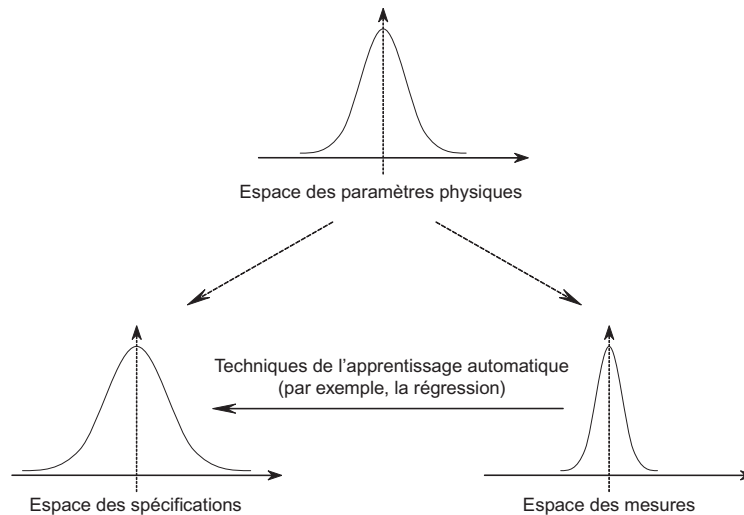 Espace des paramètres physiques
Techniques de l'apprentissage automatique
(par exemple, la régression)
Espace des spécifications
Espace des mesures